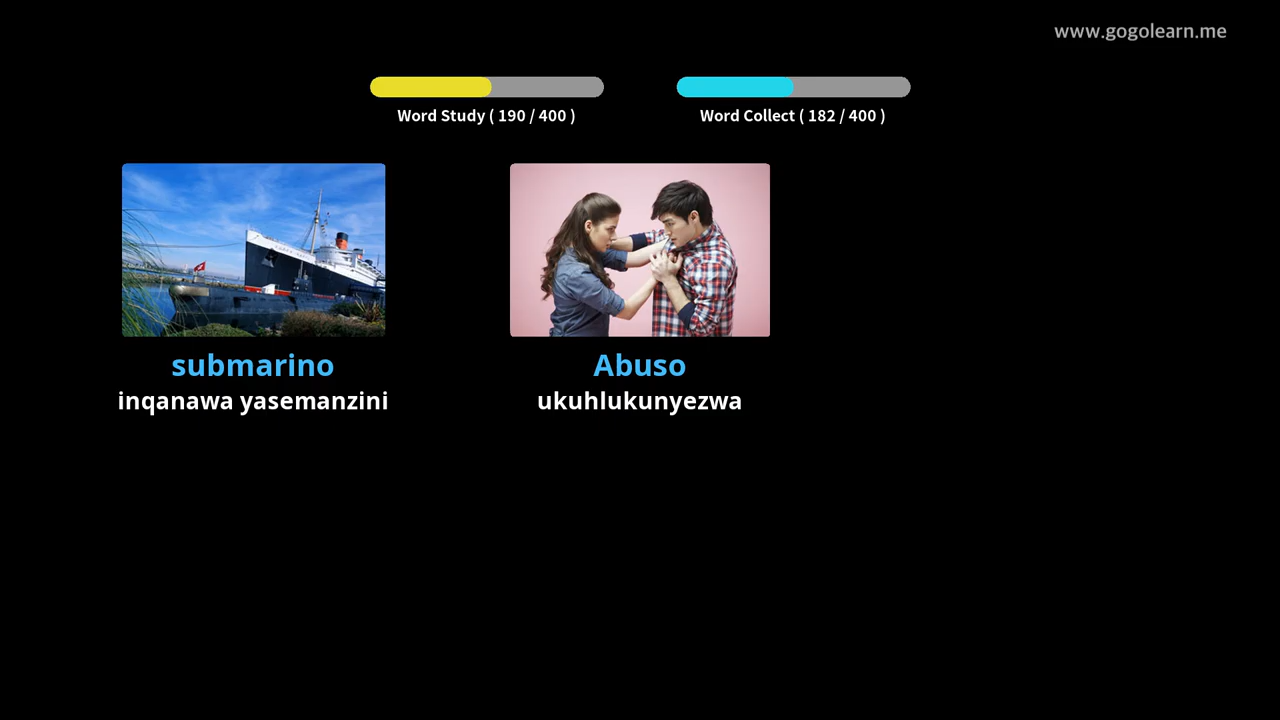 www.gogolearn.me
Word Study ( 190 / 400 )
Word Collect ( 182 / 400 )
submarino
inqanawa yasemanzini
Abuso
ukuhlukunyezwa